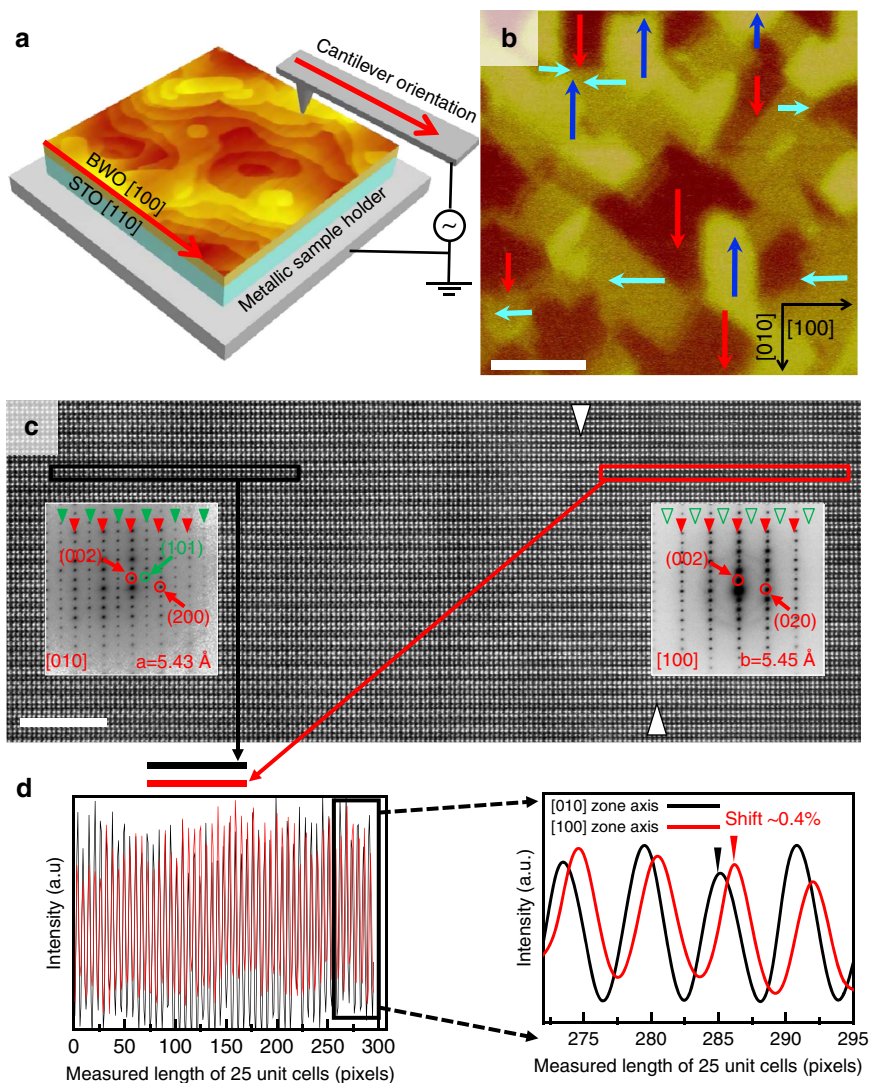 a
Cantilever orientation
BWO [100]
STO [110]
Metallic sample holder
~
b
[010]
[100]
c
(002)
(101)
(200)
[010]
a=5.43 Å
(002)
(020)
[100]
b=5.45 Å
d
Intensity (a.u)
0 50 100 150 200 250 300
Measured length of 25 unit cells (pixels)
[010] zone axis
[100] zone axis
Shift ~0.4%
Intensity (a.u.)
275 280 285 290 295
Measured length of 25 unit cells (pixels)